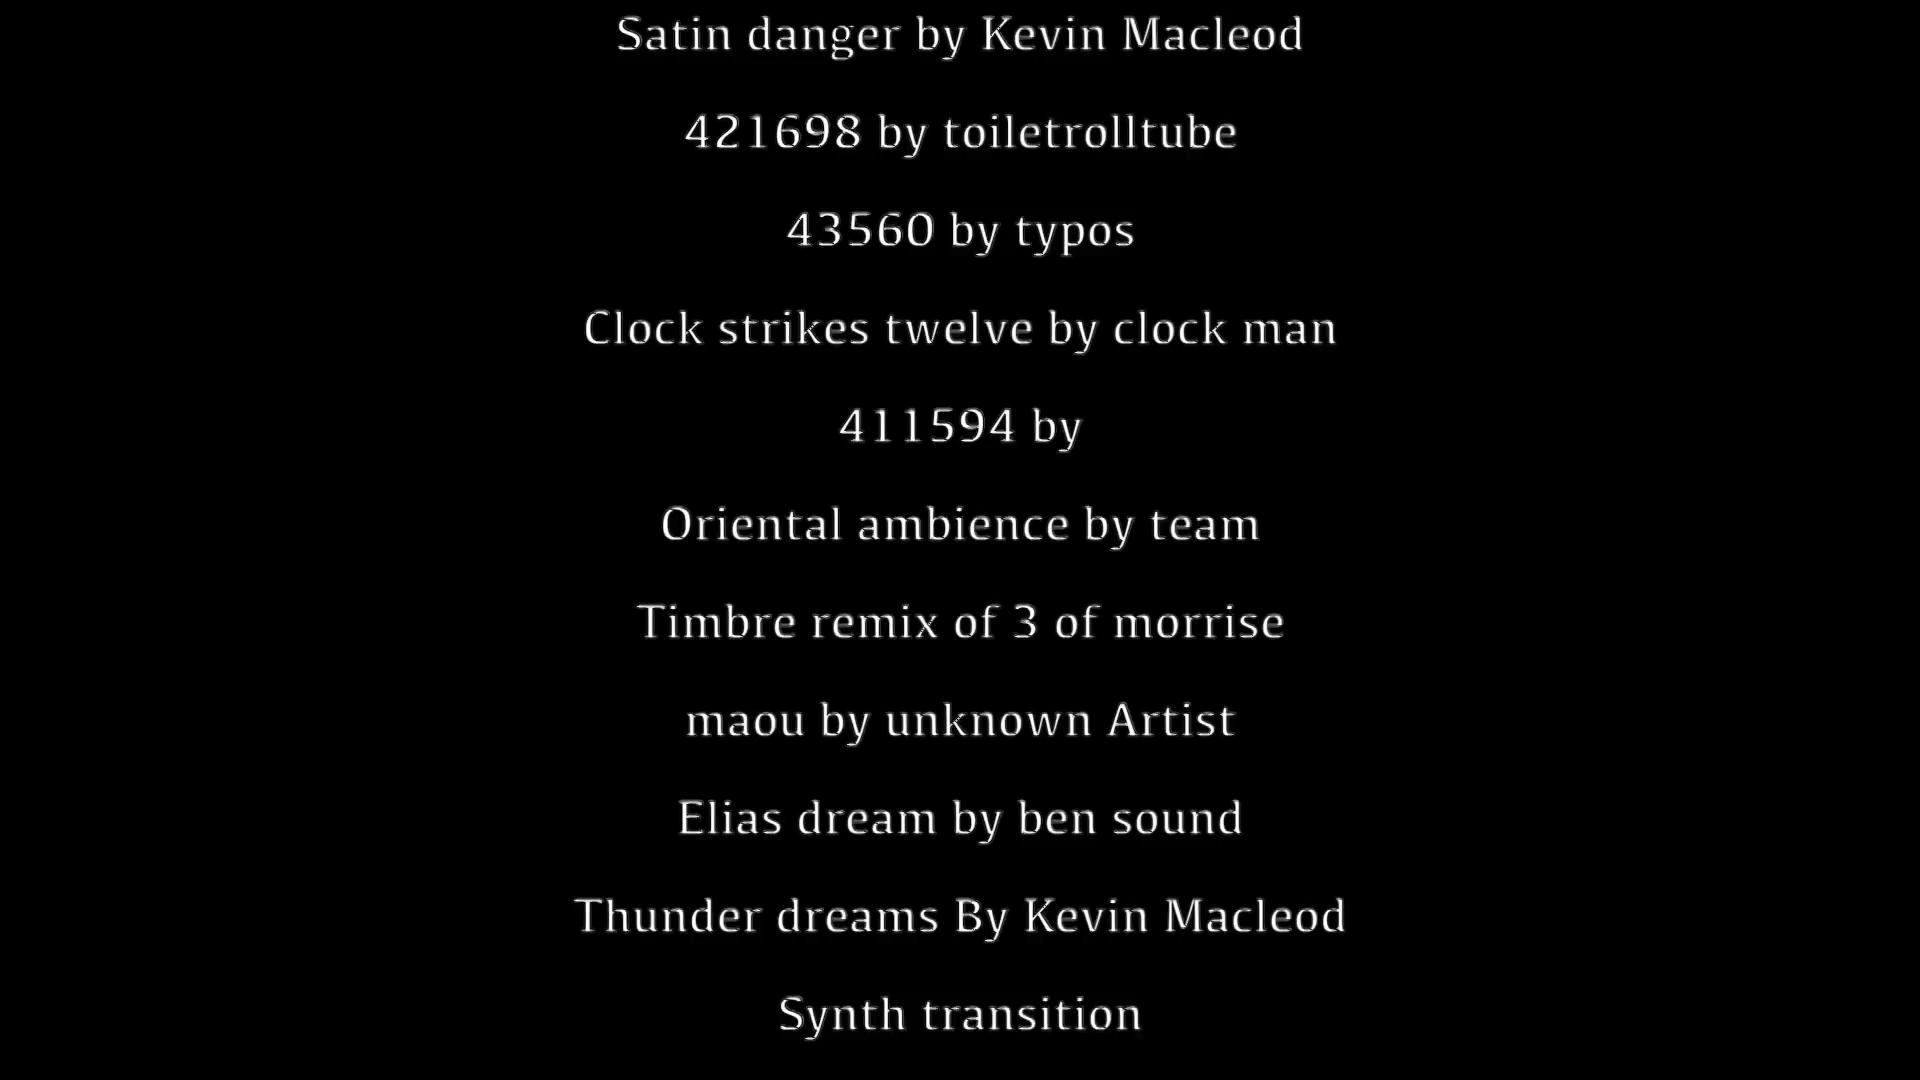 Satin danger by Kevin Macleod
421698 by toiletrolltube
43560 by typos
Clock strikes twelve by clock man
411594 by
Oriental ambience by team
Timbre remix of 3 of morrise
maou by unknown Artist
Elias dream by ben sound
Thunder dreams By Kevin Macleod
Synth transition